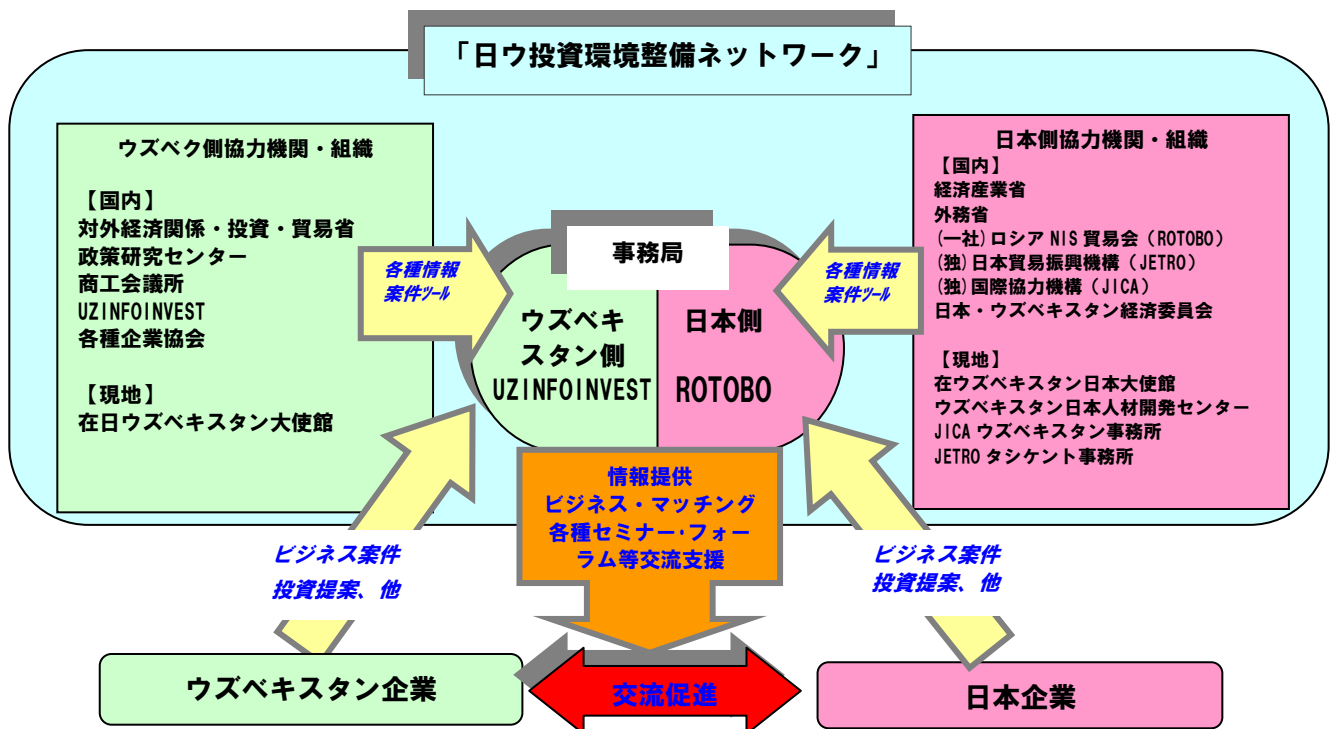 「日ウ投資環境整備ネットワーク」
ウズベク側協力機関・組織
【国内】
対外経済関係・投資・貿易省
政策研究センター
商工会議所
UZINFOINVEST
各種企業協会
【現地】
在日ウズベキスタン大使館
各種情報
案件ツール
事務局
ウズベキ
スタン側
UZINFOINVEST
日本側
ROTOBO
各種情報
案件ツール
日本側協力機関・組織
【国内】
経済産業省
外務省
(一社)ロシア NIS 貿易会（ROTOBO）
(独)日本貿易振興機構（JETRO）
(独)国際協力機構（JICA）
日本・ウズベキスタン経済委員会
【現地】
在ウズベキスタン日本大使館
ウズベキスタン日本人材開発センター
JICA ウズベキスタン事務所
JETRO タシケント事務所
ビジネス案件
投資提案、他
情報提供
ビジネス・マッチング
各種セミナー・フォー
ラム等交流支援
ビジネス案件
投資提案、他
ウズベキスタン企業
交流促進
日本企業